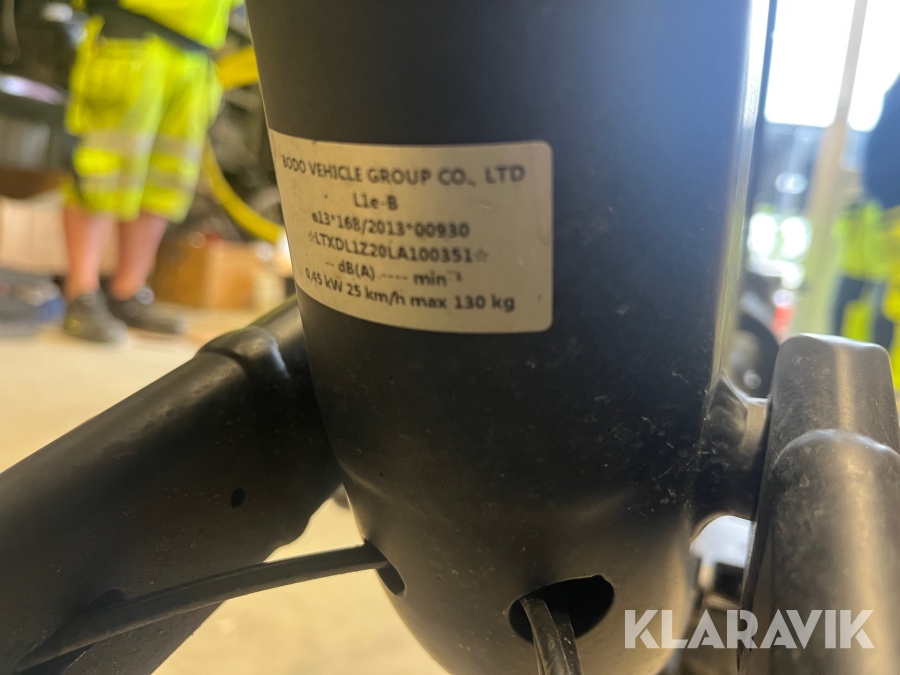 BODO VEHICLE GROUP CO., LTD
L1e-B
e13*168/2013*00930
☆LTXDL1Z20LA100351☆
-- dB(A) ---- min⁻¹
0,45 kW 25 km/h max 130 kg
KLARAVIK